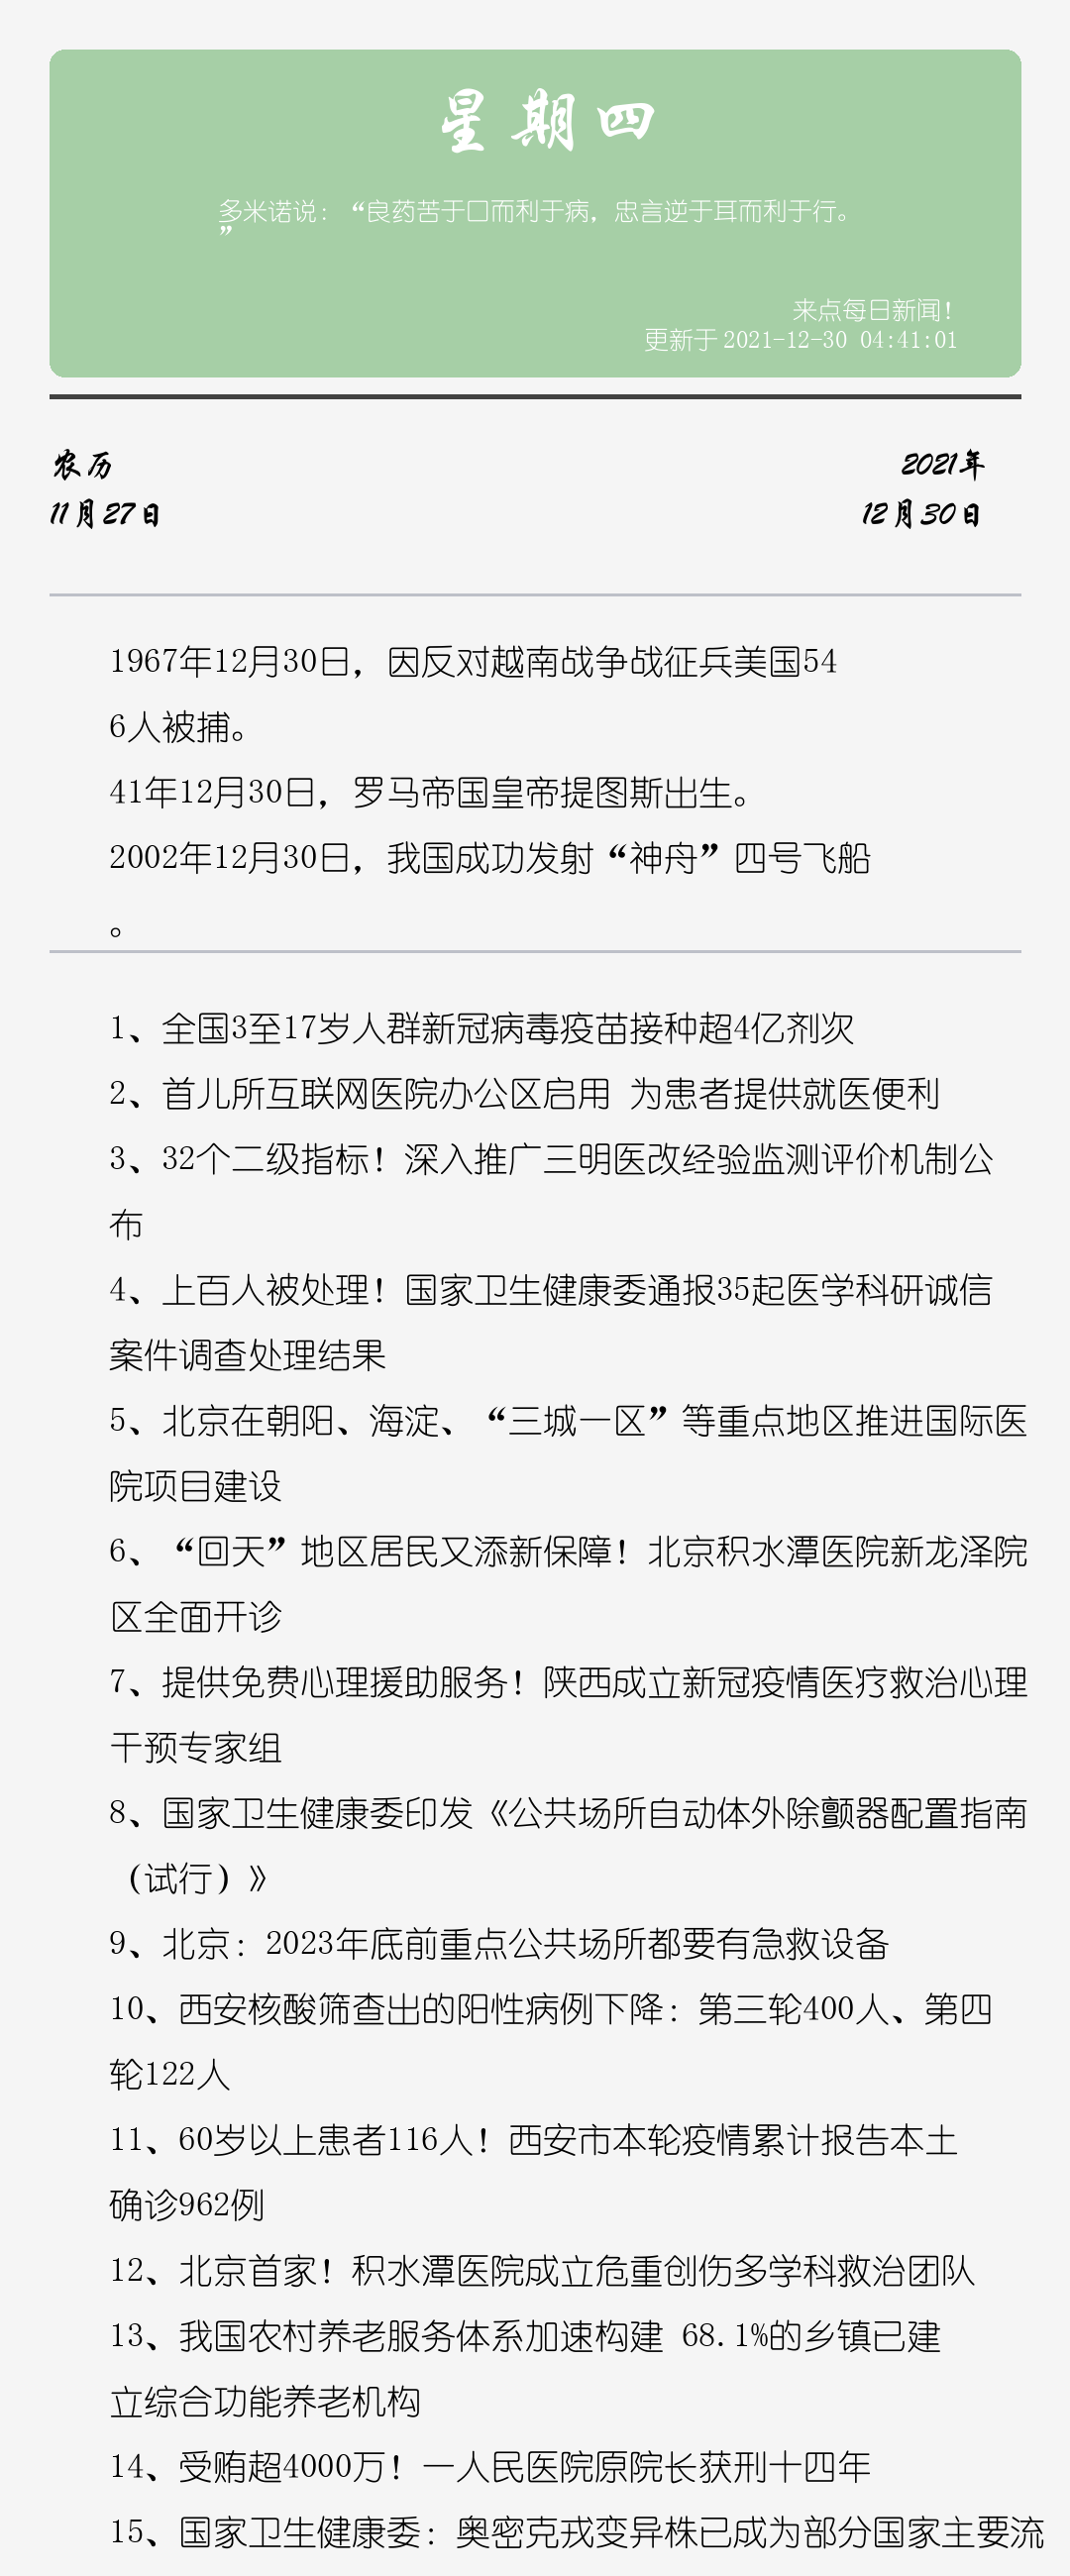 星期四
多米诺说：“良药苦于口而利于病，忠言逆于耳而利于行。
”
来点每日新闻！
更新于 2021-12-30 04:41:01
农历
2021年
11月27日
12月30日
1967年12月30日，因反对越南战争战征兵美国54
6人被捕。
41年12月30日，罗马帝国皇帝提图斯出生。
2002年12月30日，我国成功发射“神舟”四号飞船
。
1、全国3至17岁人群新冠病毒疫苗接种超4亿剂次
2、首儿所互联网医院办公区启用 为患者提供就医便利
3、32个二级指标！深入推广三明医改经验监测评价机制公
布
4、上百人被处理！国家卫生健康委通报35起医学科研诚信
案件调查处理结果
5、北京在朝阳、海淀、“三城一区”等重点地区推进国际医
院项目建设
6、“回天”地区居民又添新保障！北京积水潭医院新龙泽院
区全面开诊
7、提供免费心理援助服务！陕西成立新冠疫情医疗救治心理
干预专家组
8、国家卫生健康委印发《公共场所自动体外除颤器配置指南
（试行）》
9、北京：2023年底前重点公共场所都要有急救设备
10、西安核酸筛查出的阳性病例下降：第三轮400人、第四
轮122人
11、60岁以上患者116人！西安市本轮疫情累计报告本土
确诊962例
12、北京首家！积水潭医院成立危重创伤多学科救治团队
13、我国农村养老服务体系加速构建 68.1%的乡镇已建
立综合功能养老机构
14、受贿超4000万！一人民医院原院长获刑十四年
15、国家卫生健康委：奥密克戎变异株已成为部分国家主要流